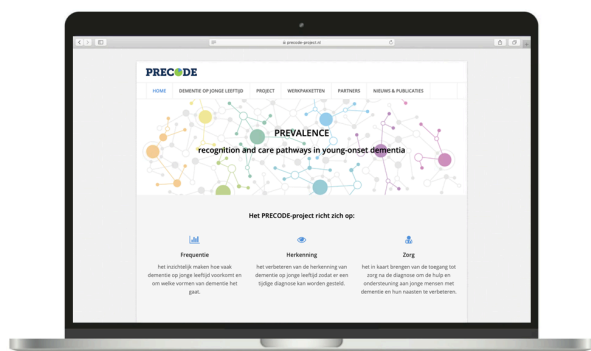 precode-project.nl
PRECODE
HOME DEMENTIE OP JONGE LEEFTIJD PROJECT WERKPAKKETTEN PARTNERS NIEUWS & PUBLICATIES
PREVALENCE
recognition and care pathways in young-onset dementia
Het PRECODE-project richt zich op:
Frequentie
het inzichtelijk maken hoe vaak
dementie op jonge leeftijd voorkomt en
om welke vormen van dementie het
gaat.
Herkenning
het verbeteren van de herkenning van
dementie op jonge leeftijd zodat er een
tijdige diagnose kan worden gesteld.
Zorg
het in kaart brengen van de toegang tot
zorg na de diagnose om de hulp en
ondersteuning aan jonge mensen met
dementie en hun naasten te verbeteren.